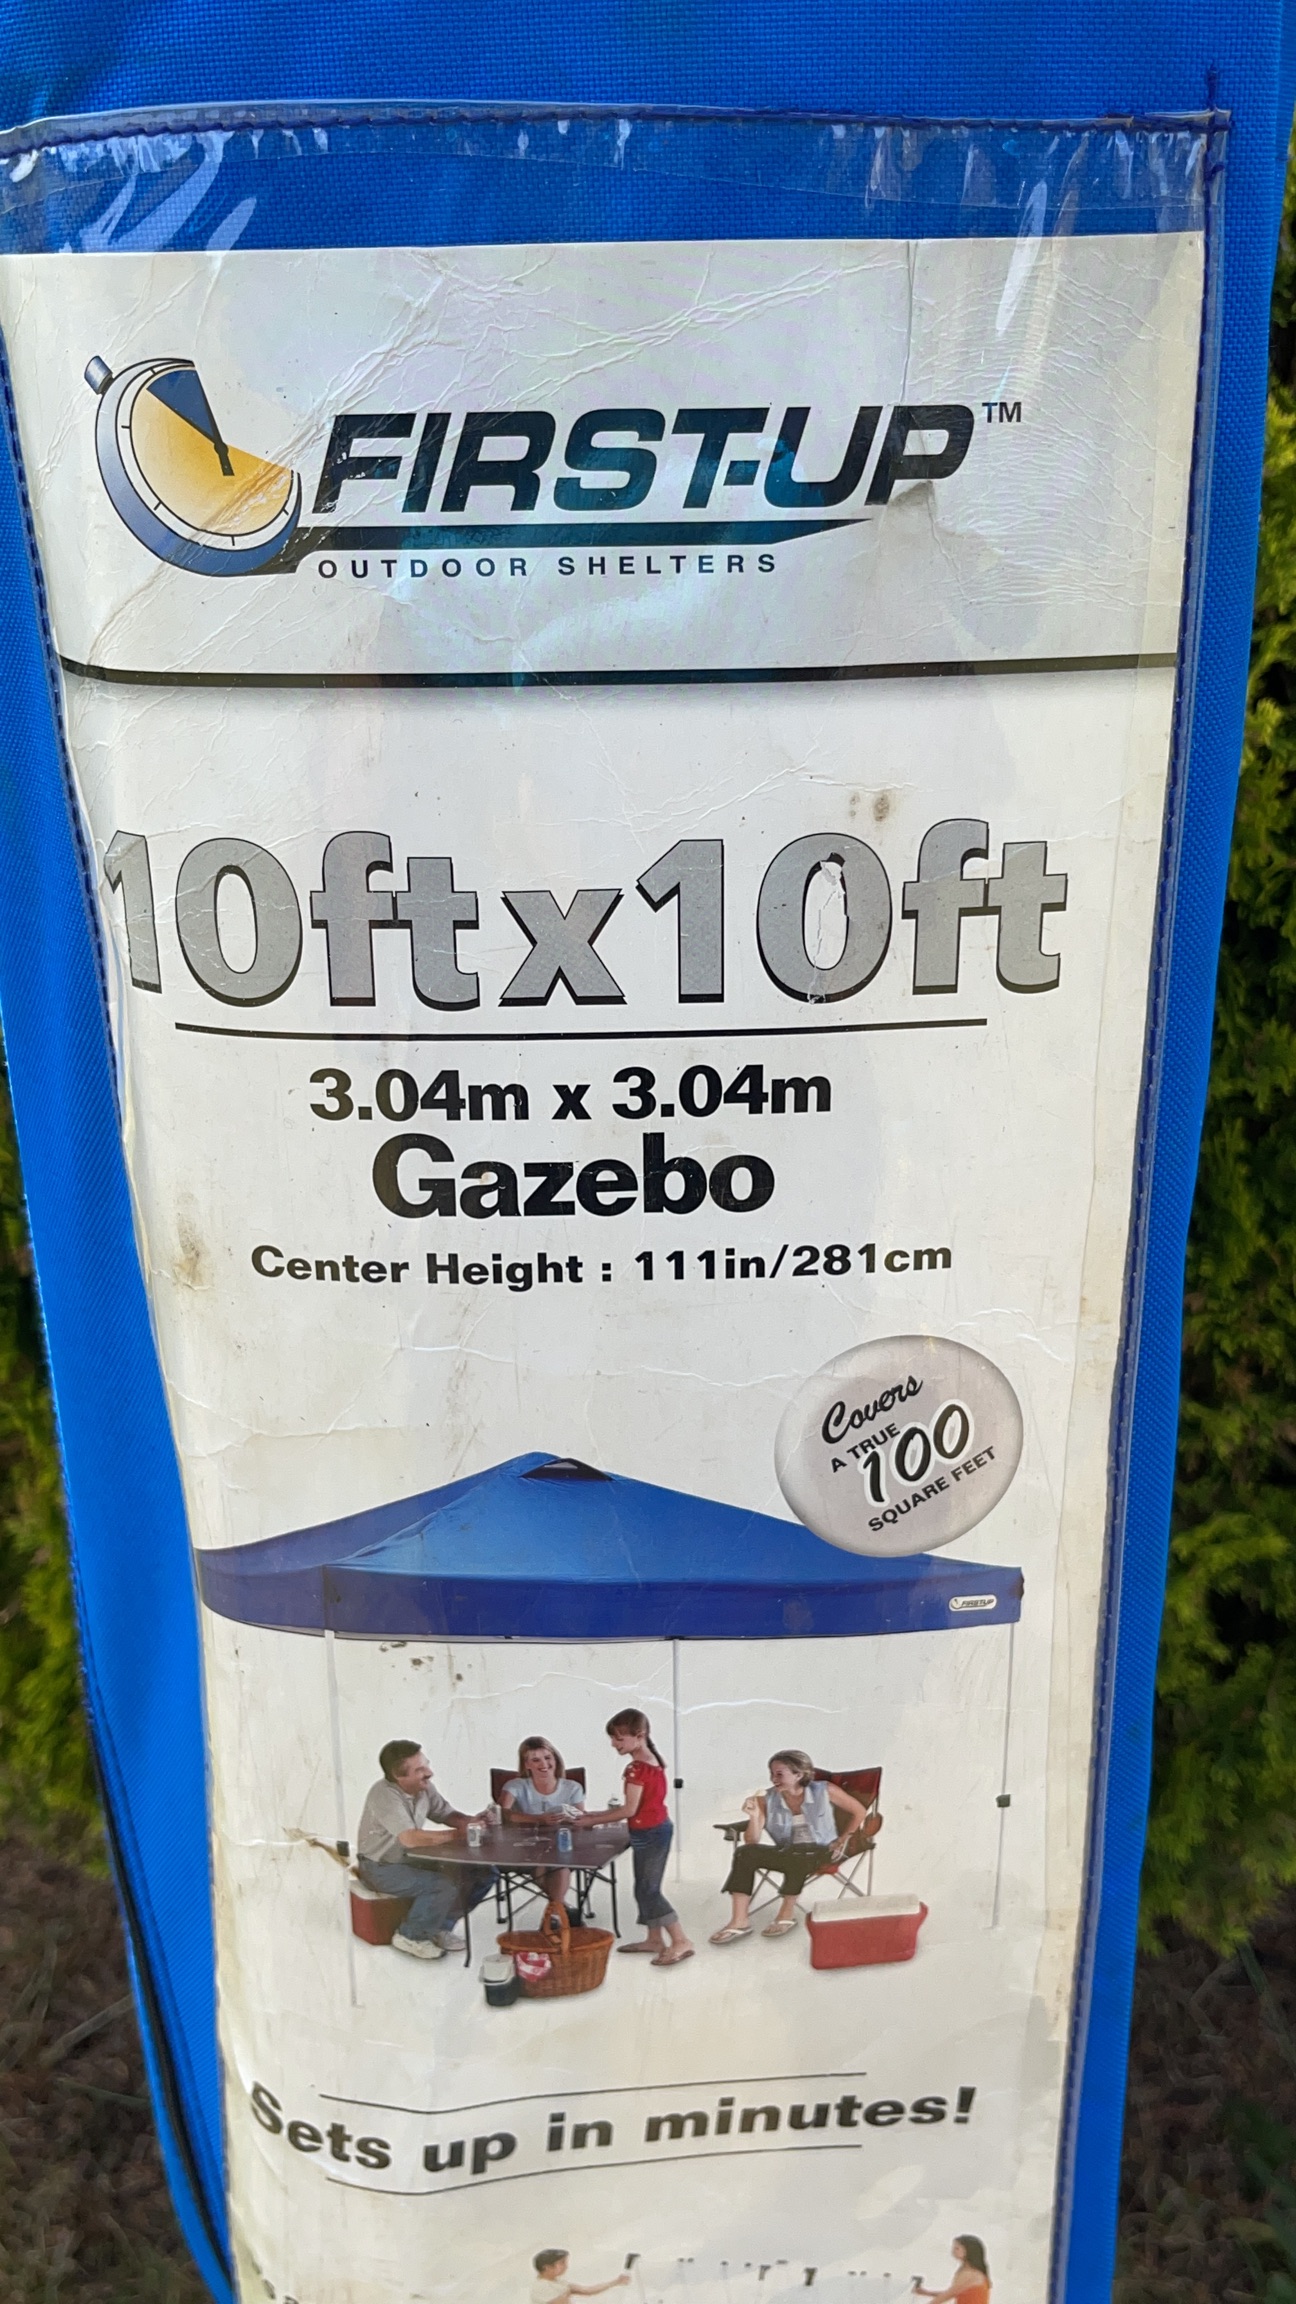 FIRST-UP™
OUTDOOR SHELTERS
10ft x 10ft
3.04m x 3.04m
Gazebo
Center Height : 111in/281cm
Covers
A TRUE
100
SQUARE FEET
FIRST-UP
Sets up in minutes!